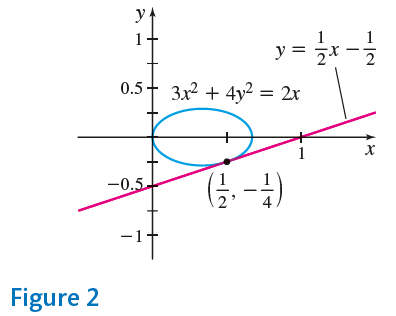 y
1
y = 1/2 x − 1/2
0.5
3x² + 4y² = 2x
1
x
−0.5
(1/2, −1/4)
−1
Figure 2